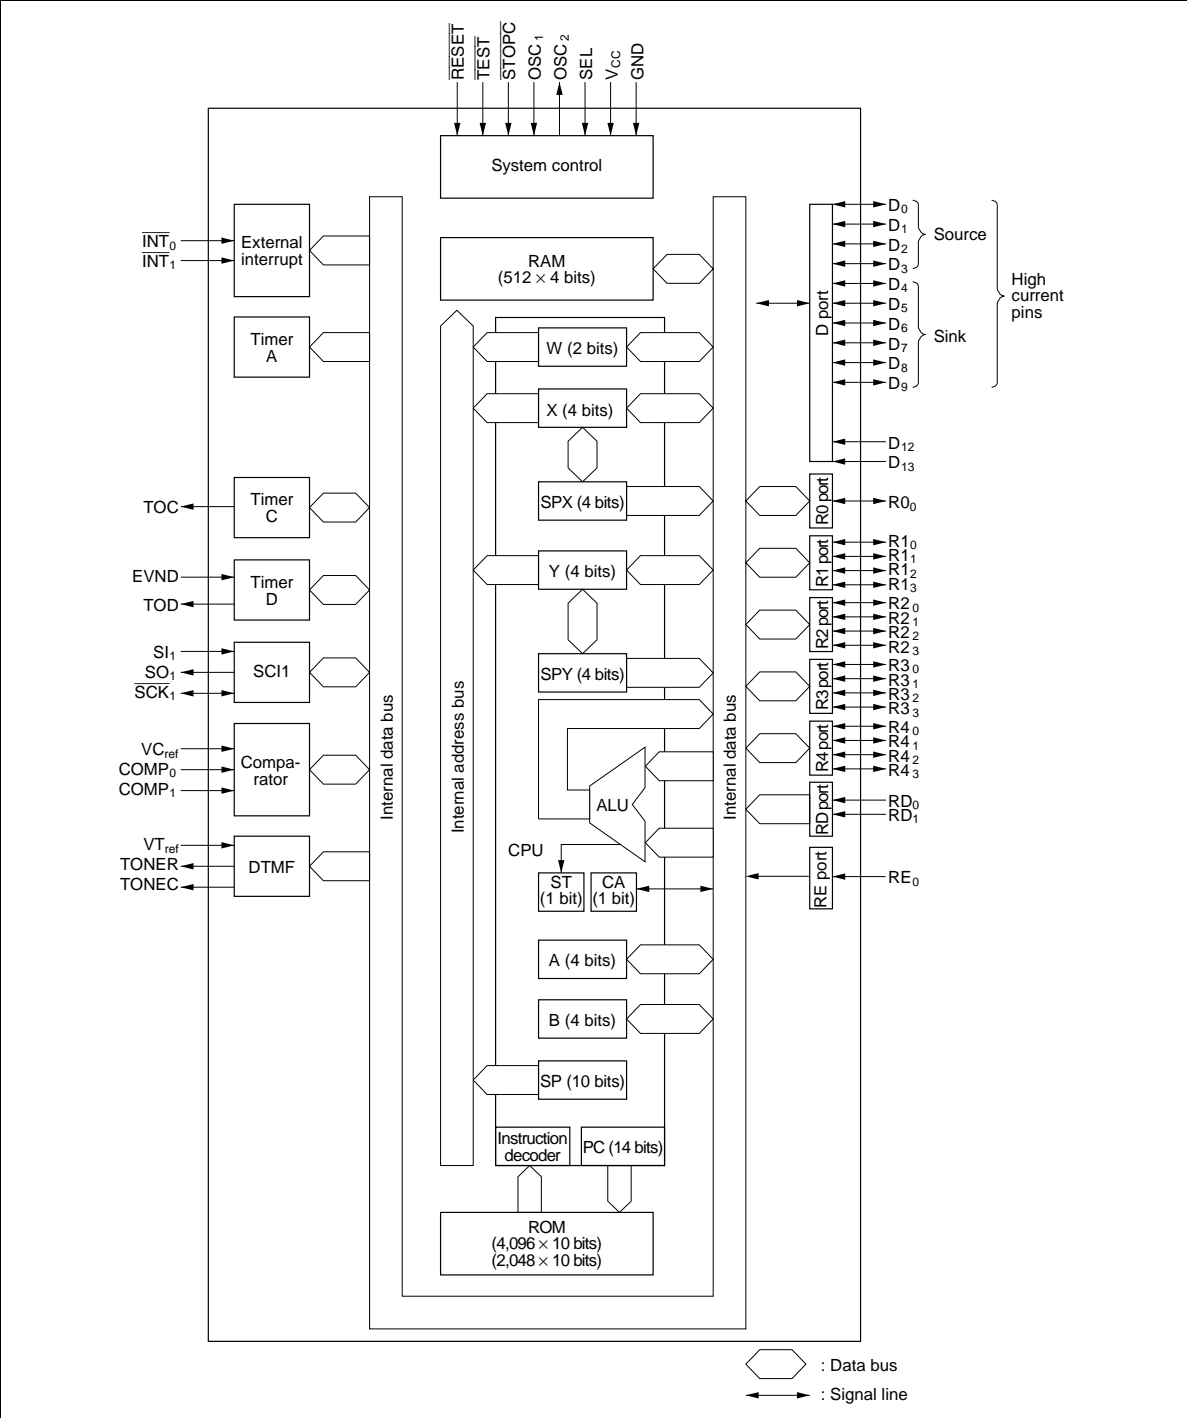 RESET
TEST
STOPC
OSC1
OSC2
SEL
VCC
GND
System control
INT0
INT1
External
interrupt
Timer
A
TOC
Timer
C
EVND
TOD
Timer
D
SI1
SO1
SCK1
SCI1
VCref
COMP0
COMP1
Compa-
rator
VTref
TONER
TONEC
DTMF
Internal data bus
Internal address bus
RAM
(512 × 4 bits)
W (2 bits)
X (4 bits)
SPX (4 bits)
Y (4 bits)
SPY (4 bits)
ALU
CPU
ST
(1 bit)
CA
(1 bit)
A (4 bits)
B (4 bits)
SP (10 bits)
Instruction
decoder
PC (14 bits)
ROM
(4,096 × 10 bits)
(2,048 × 10 bits)
Internal data bus
D port
D0
D1
D2
D3
D4
D5
D6
D7
D8
D9
D12
D13
Source
Sink
High
current
pins
R0 port
R00
R1 port
R10
R11
R12
R13
R2 port
R20
R21
R22
R23
R3 port
R30
R31
R32
R33
R4 port
R40
R41
R42
R43
RD port
RD0
RD1
RE port
RE0
: Data bus
: Signal line